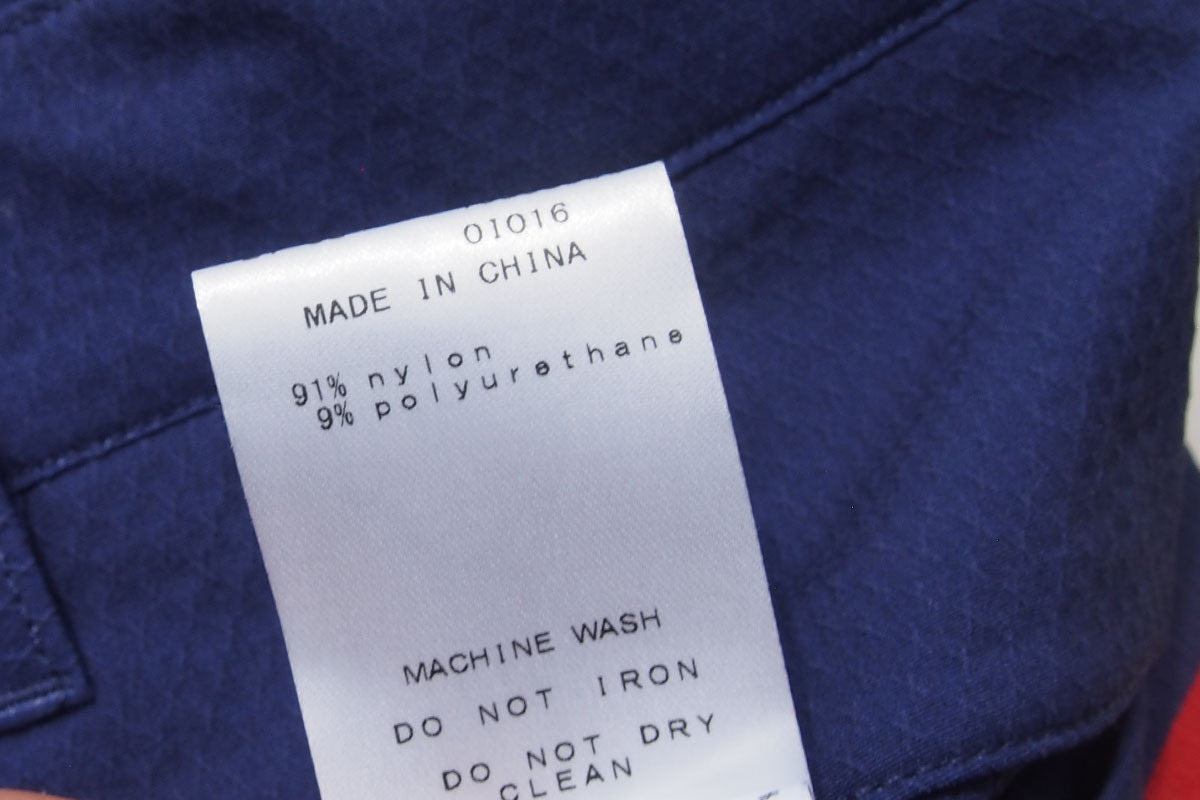 01016
MADE IN CHINA
91% nylon
9% polyurethane
MACHINE WASH
DO NOT IRON
DO NOT DRY
CLEAN